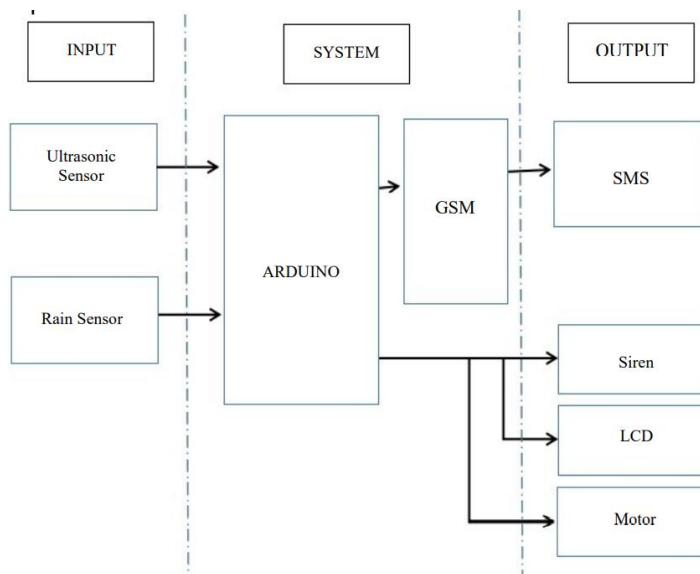 INPUT
SYSTEM
OUTPUT
Ultrasonic
Sensor
Rain Sensor
ARDUINO
GSM
SMS
Siren
LCD
Motor